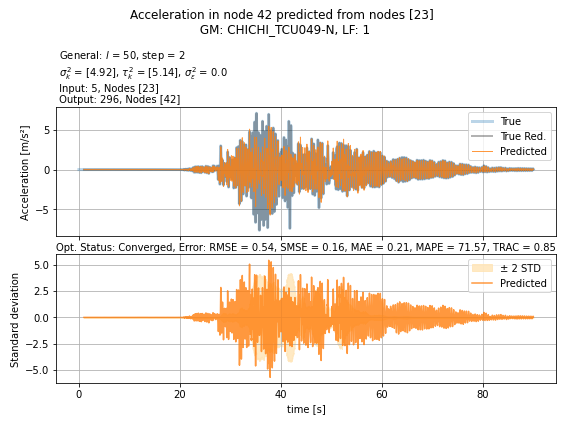 Acceleration in node 42 predicted from nodes [23]
GM: CHICHI_TCU049-N, LF: 1
General: l = 50, step = 2
σ²ₖ = [4.92], τ²ₖ = [5.14], σ²ε = 0.0
Input: 5, Nodes [23]
Output: 296, Nodes [42]
Acceleration [m/s²]
5
0
−5
True
True Red.
Predicted
Opt. Status: Converged, Error: RMSE = 0.54, SMSE = 0.16, MAE = 0.21, MAPE = 71.57, TRAC = 0.85
Standard deviation
5.0
2.5
0.0
−2.5
−5.0
± 2 STD
Predicted
0 20 40 60 80
time [s]